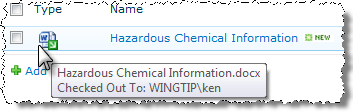 Type Name
Hazardous Chemical Information NEW
Add
Hazardous Chemical Information.docx
Checked Out To: WINGTIP\ken